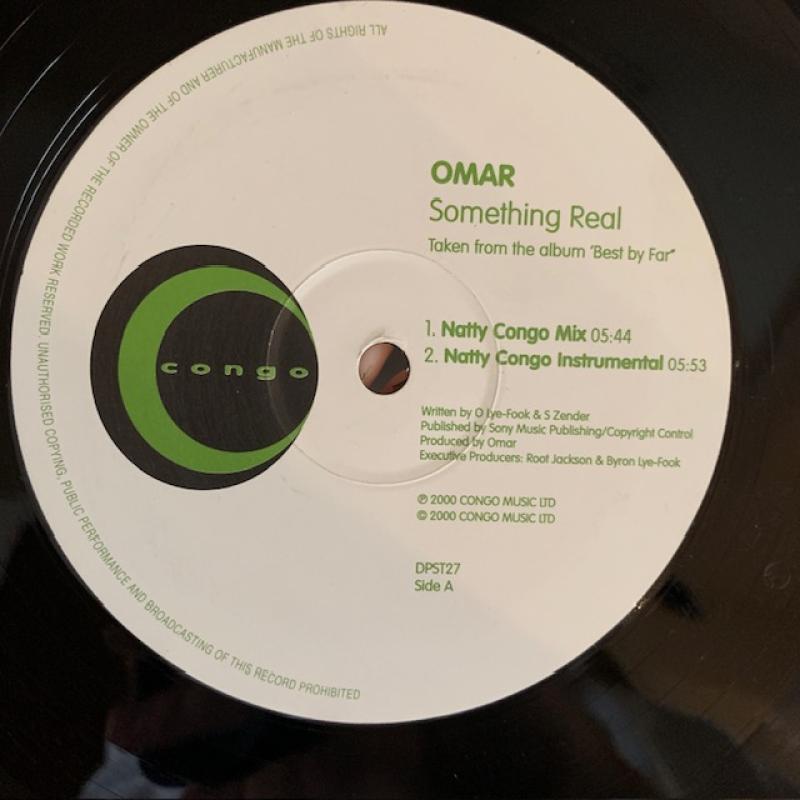 OMAR
Something Real
Taken from the album "Best by Far"
1. Natty Congo Mix 05:44
2. Natty Congo Instrumental 05:53
Written by O lye-Fook & S Zender
Published by Sony Music Publishing/Copyright Control
Produced by Omar
Executive Producers: Root Jackson & Byron Lye-Fook
℗ 2000 CONGO MUSIC LTD
© 2000 CONGO MUSIC LTD
DPST27
Side A
congo
ALL RIGHTS OF THE MANUFACTURER AND OF THE OWNER OF THE RECORDED WORK RESERVED. UNAUTHORISED COPYING, PUBLIC PERFORMANCE AND BROADCASTING OF THIS RECORD PROHIBITED